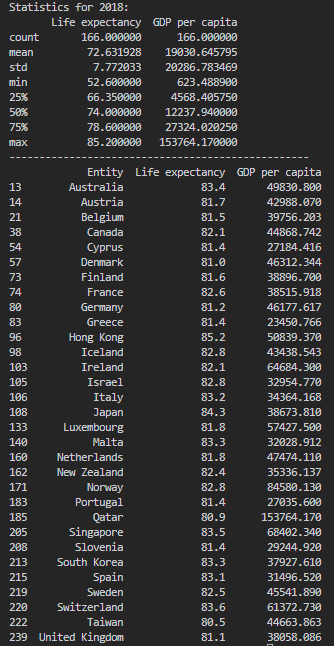 Statistics for 2018:
Life expectancy GDP per capita
count 166.000000 166.000000
mean 72.631928 19030.645795
std 7.772033 20286.783469
min 52.600000 623.488900
25% 66.350000 4568.405750
50% 74.000000 12237.940000
75% 78.600000 27324.020250
max 85.200000 153764.170000
--------------------------------------------------
Entity Life expectancy GDP per capita
13 Australia 83.4 49830.800
14 Austria 81.7 42988.070
21 Belgium 81.5 39756.203
38 Canada 82.1 44868.742
54 Cyprus 81.4 27184.416
57 Denmark 81.0 46312.344
73 Finland 81.6 38896.700
74 France 82.6 38515.918
80 Germany 81.2 46177.617
83 Greece 81.4 23450.766
96 Hong Kong 85.2 50839.370
98 Iceland 82.8 43438.543
103 Ireland 82.1 64684.300
105 Israel 82.8 32954.770
106 Italy 83.2 34364.168
108 Japan 84.3 38673.810
133 Luxembourg 81.8 57427.500
140 Malta 83.3 32028.912
160 Netherlands 81.8 47474.110
162 New Zealand 82.4 35336.137
171 Norway 82.8 84580.130
183 Portugal 81.4 27035.600
185 Qatar 80.9 153764.170
205 Singapore 83.5 68402.340
208 Slovenia 81.4 29244.920
213 South Korea 83.3 37927.610
215 Spain 83.1 31496.520
219 Sweden 82.5 45541.890
220 Switzerland 83.6 61372.730
222 Taiwan 80.5 44663.863
239 United Kingdom 81.1 38058.086